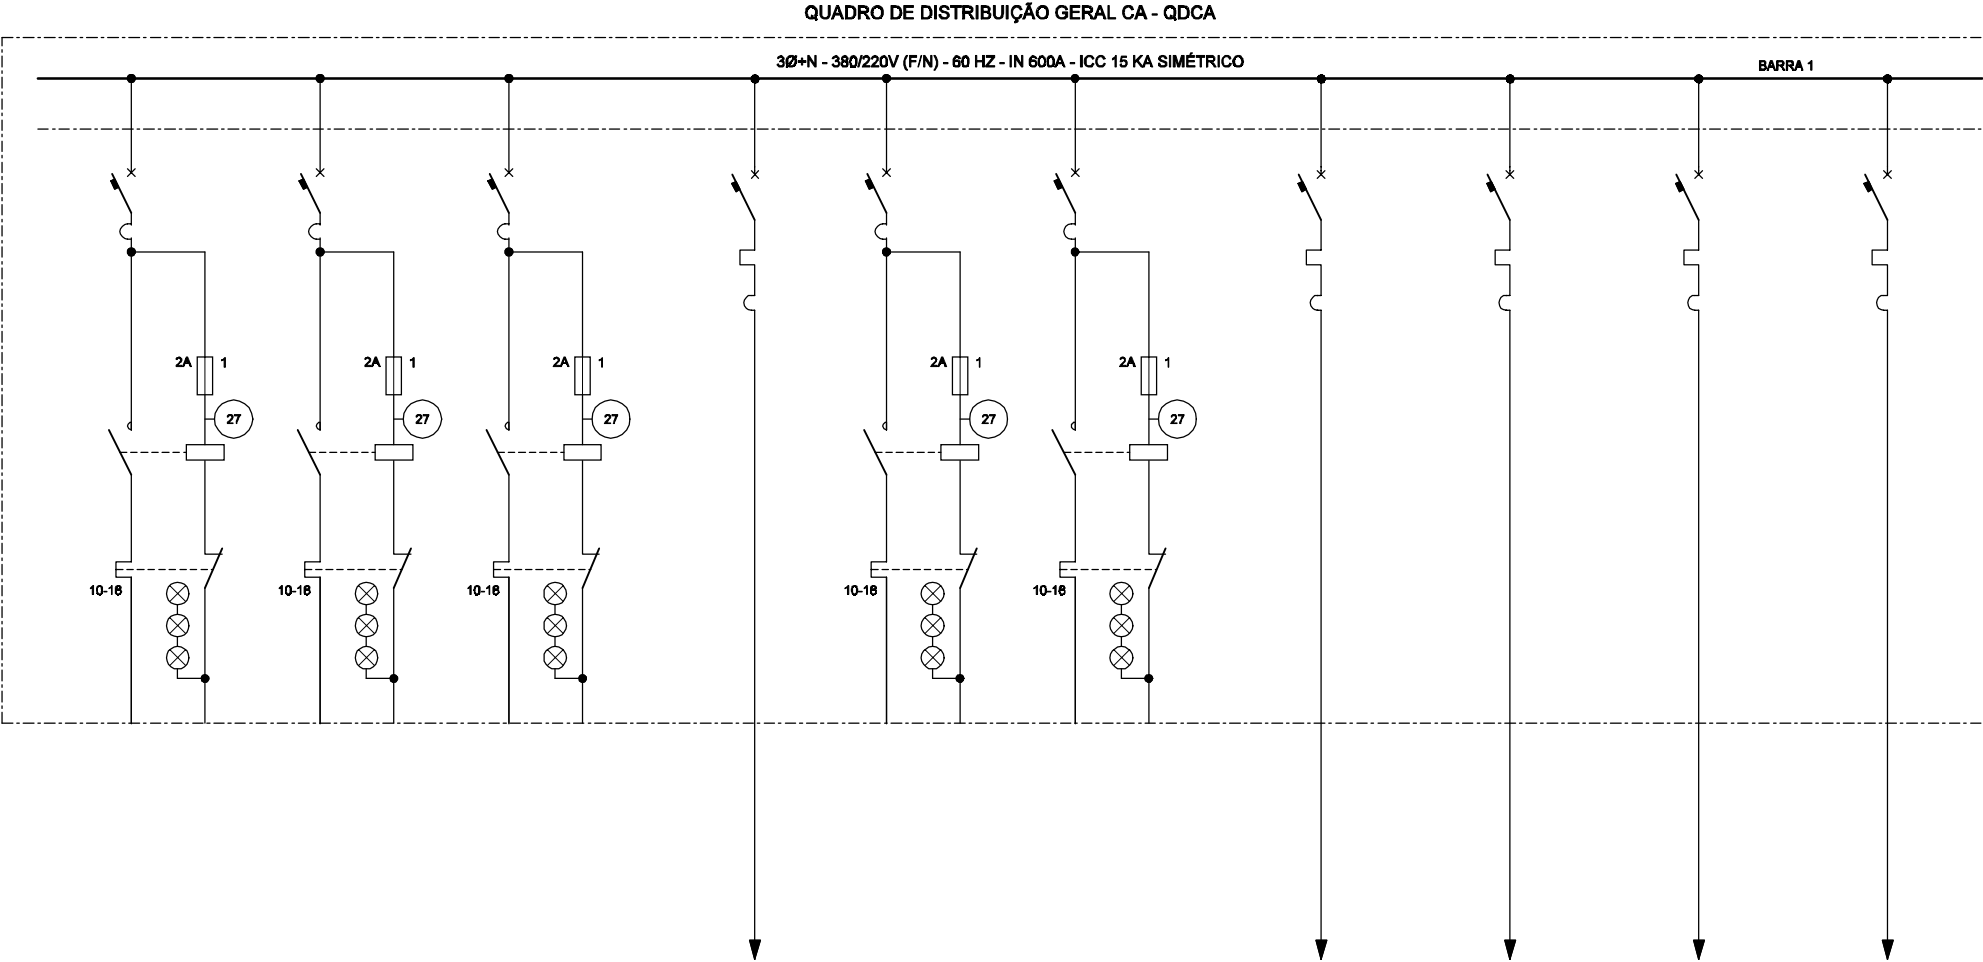 QUADRO DE DISTRIBUIÇÃO GERAL CA - QDCA
3Ø+N - 380/220V (F/N) - 60 HZ - IN 600A - ICC 15 KA SIMÉTRICO
BARRA 1
2A 1
2A 1
2A 1
2A 1
2A 1
27
27
27
27
27
10-16
10-16
10-16
10-16
10-16